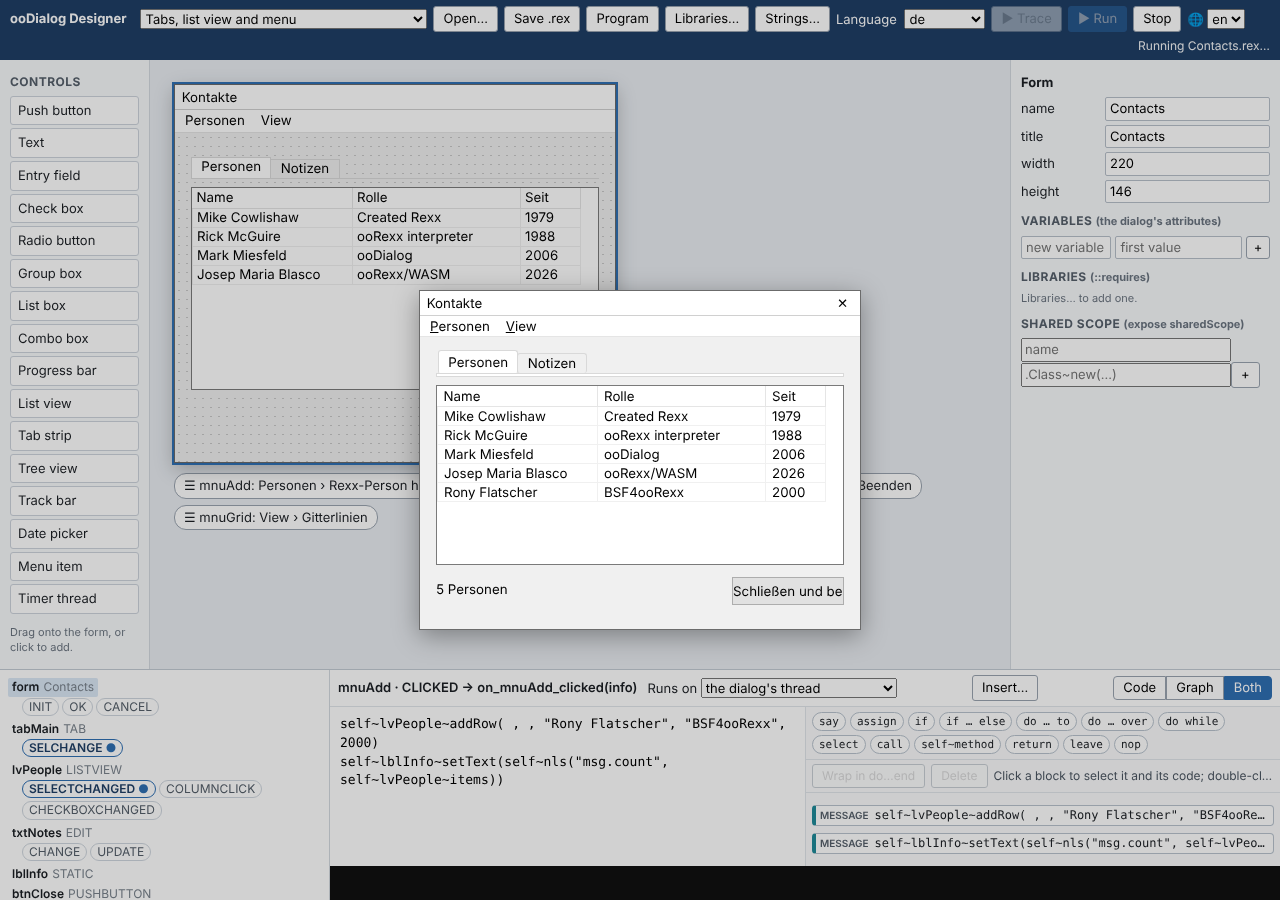 ooDialog Designer
Tabs, list view and menu
Open...
Save .rex
Program
Libraries...
Strings...
Language
de
▶ Trace
▶ Run
Stop
🌐 en
Running Contacts.rex...
CONTROLS
Push button
Text
Entry field
Check box
Radio button
Group box
List box
Combo box
Progress bar
List view
Tab strip
Tree view
Track bar
Date picker
Menu item
Timer thread
Drag onto the form, or
click to add.
Kontakte
Personen View
Personen Notizen
Name Rolle Seit
Mike Cowlishaw Created Rexx 1979
Rick McGuire ooRexx interpreter 1988
Mark Miesfeld ooDialog 2006
Josep Maria Blasco ooRexx/WASM 2026
☰ mnuAdd: Personen › Rexx-Person h
Beenden
☰ mnuGrid: View › Gitterlinien
Kontakte ✕
Personen View
Personen Notizen
Name Rolle Seit
Mike Cowlishaw Created Rexx 1979
Rick McGuire ooRexx interpreter 1988
Mark Miesfeld ooDialog 2006
Josep Maria Blasco ooRexx/WASM 2026
Rony Flatscher BSF4ooRexx 2000
5 Personen
Schließen und be
Form
name Contacts
title Contacts
width 220
height 146
VARIABLES (the dialog's attributes)
new variable first value +
LIBRARIES (::requires)
Libraries... to add one.
SHARED SCOPE (expose sharedScope)
name
.Class~new(...) +
form Contacts
INIT OK CANCEL
tabMain TAB
SELCHANGE ●
lvPeople LISTVIEW
SELECTCHANGED ● COLUMNCLICK
CHECKBOXCHANGED
txtNotes EDIT
CHANGE UPDATE
lblInfo STATIC
btnClose PUSHBUTTON
mnuAdd · CLICKED → on_mnuAdd_clicked(info)
Runs on the dialog's thread
Insert...
Code Graph Both
self~lvPeople~addRow( , , "Rony Flatscher", "BSF4ooRexx",
2000)
self~lblInfo~setText(self~nls("msg.count",
self~lvPeople~items))
say assign if if … else do … to do … over do while
select call self~method return leave nop
Wrap in do...end Delete Click a block to select it and its code; double-cl…
MESSAGE self~lvPeople~addRow( , , "Rony Flatscher", "BSF4ooRe…
MESSAGE self~lblInfo~setText(self~nls("msg.count", self~lvPeo…